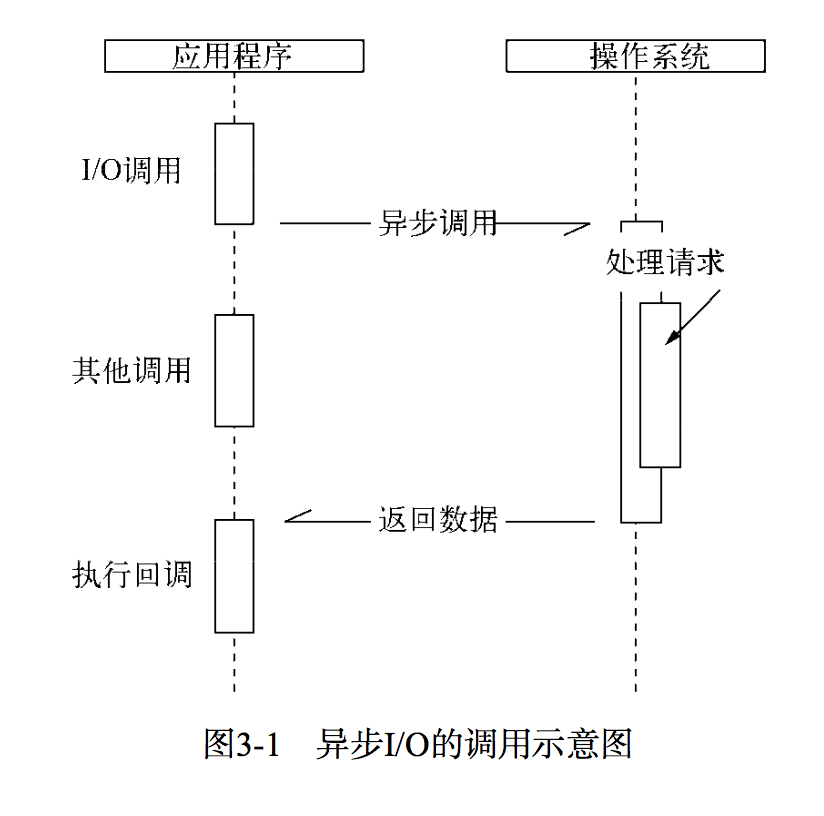 应用程序
操作系统
I/O调用
异步调用
处理请求
其他调用
返回数据
执行回调
图3-1 异步I/O的调用示意图